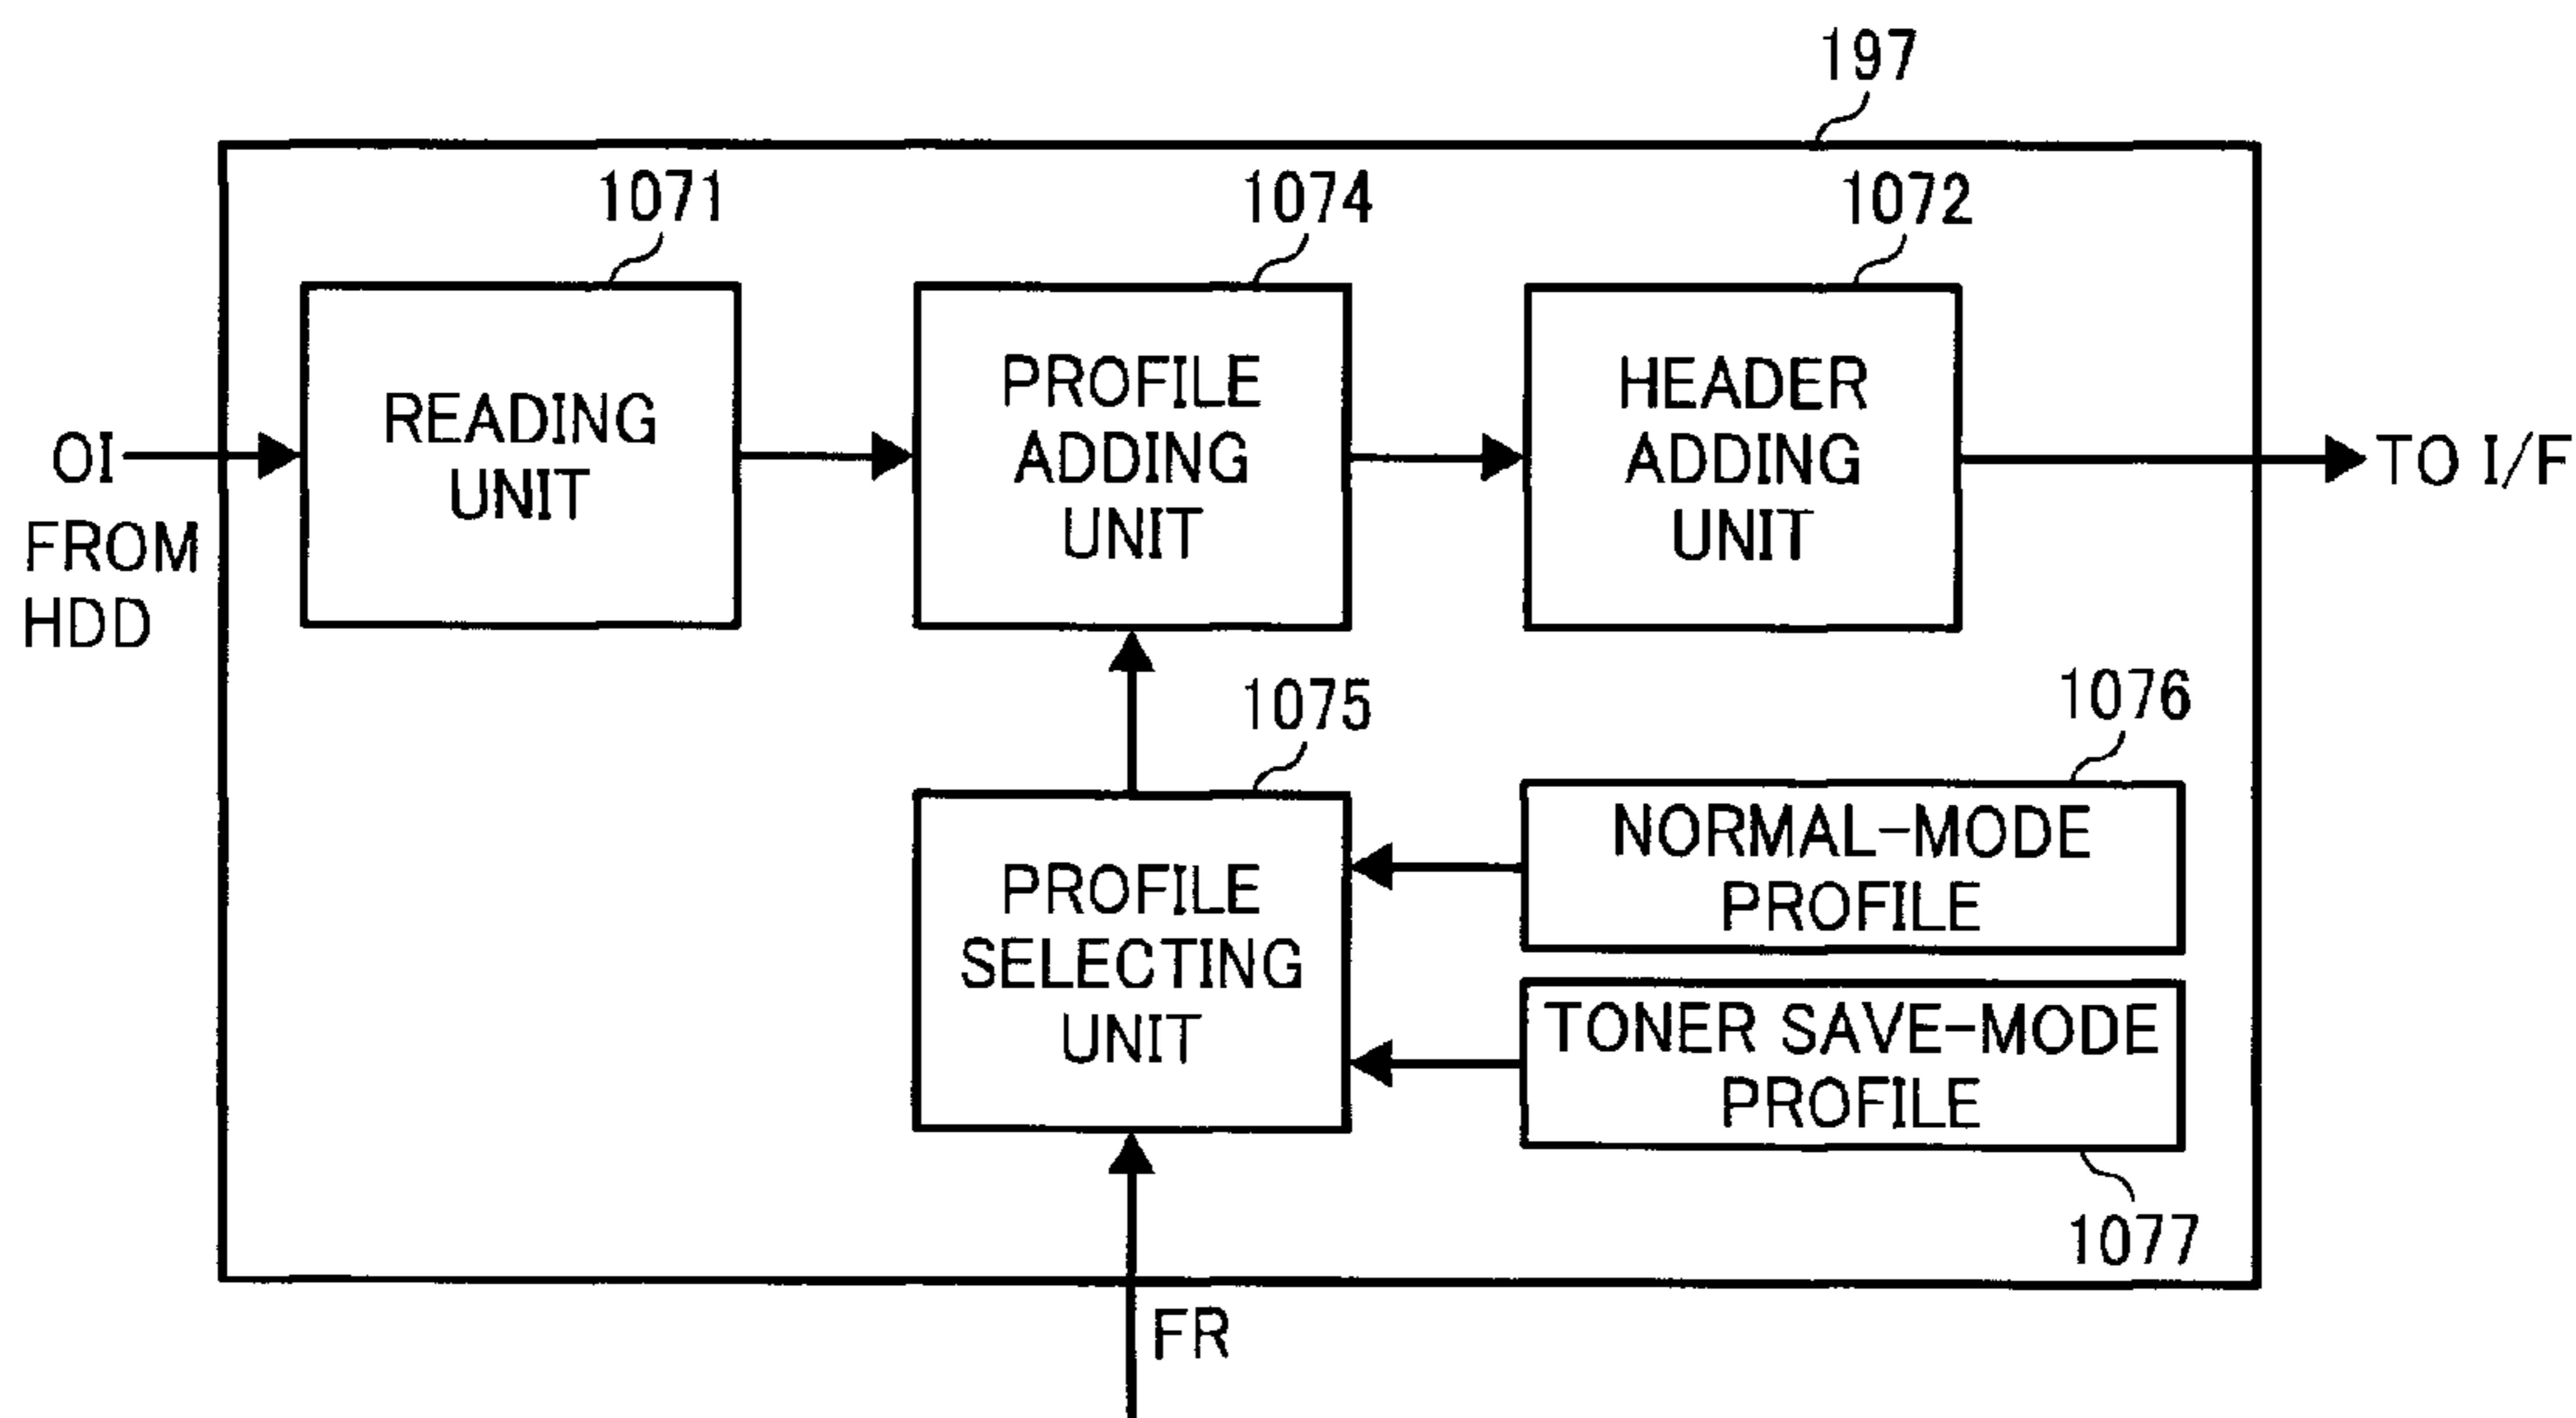 197
1071
1074
1072
READING
UNIT
PROFILE
ADDING
UNIT
HEADER
ADDING
UNIT
OI
FROM
HDD
TO I/F
1075
1076
PROFILE
SELECTING
UNIT
NORMAL-MODE
PROFILE
TONER SAVE-MODE
PROFILE
1077
FR